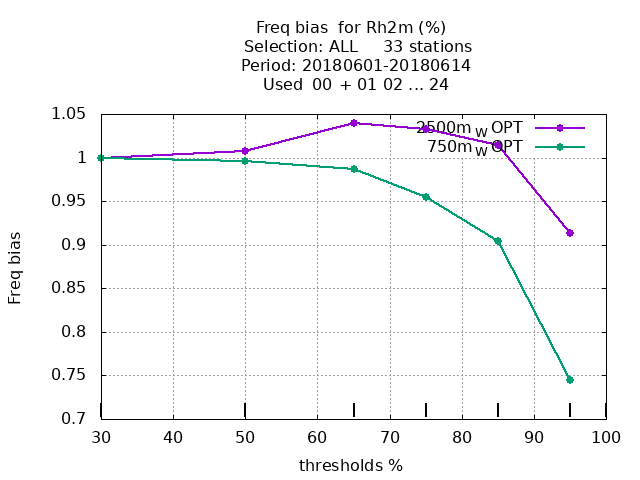 Freq bias  for Rh2m (%)
Selection: ALL     33 stations
Period: 20180601-20180614
Used  00  + 01 02 ... 24
2500m W OPT
750m W OPT
1.05
1
0.95
0.9
0.85
0.8
0.75
0.7
Freq bias
30 40 50 60 70 80 90 100
thresholds %